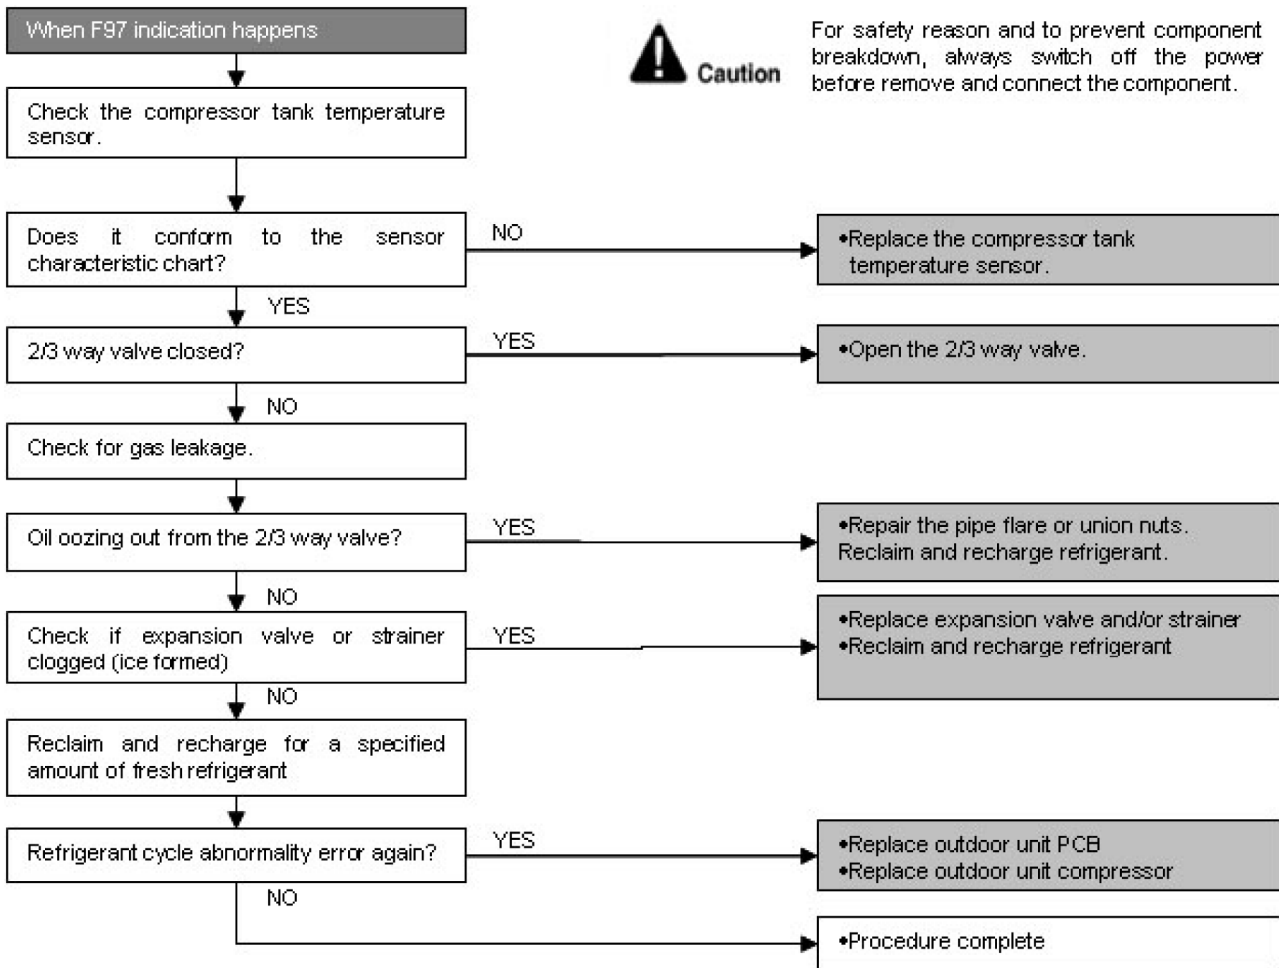 When F97 indication happens
Caution
For safety reason and to prevent component
breakdown, always switch off the power
before remove and connect the component.
Check the compressor tank temperature
sensor.
Does it conform to the sensor
characteristic chart?
NO
•Replace the compressor tank
temperature sensor.
YES
2/3 way valve closed?
YES
•Open the 2/3 way valve.
NO
Check for gas leakage.
Oil oozing out from the 2/3 way valve?
YES
•Repair the pipe flare or union nuts.
Reclaim and recharge refrigerant.
NO
Check if expansion valve or strainer
clogged (ice formed)
YES
•Replace expansion valve and/or strainer
•Reclaim and recharge refrigerant
NO
Reclaim and recharge for a specified
amount of fresh refrigerant
Refrigerant cycle abnormality error again?
YES
•Replace outdoor unit PCB
•Replace outdoor unit compressor
NO
•Procedure complete